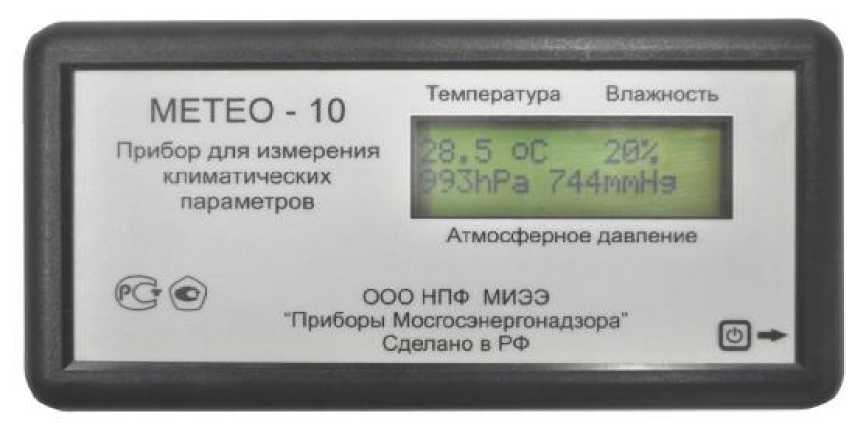 МЕТЕО - 10
Прибор для измерения
климатических
параметров
Температура Влажность
28.5 oC 20%
993hPa 744mmHg
Атмосферное давление
РС
ООО НПФ МИЭЭ
"Приборы Мосгосэнергонадзора"
Сделано в РФ